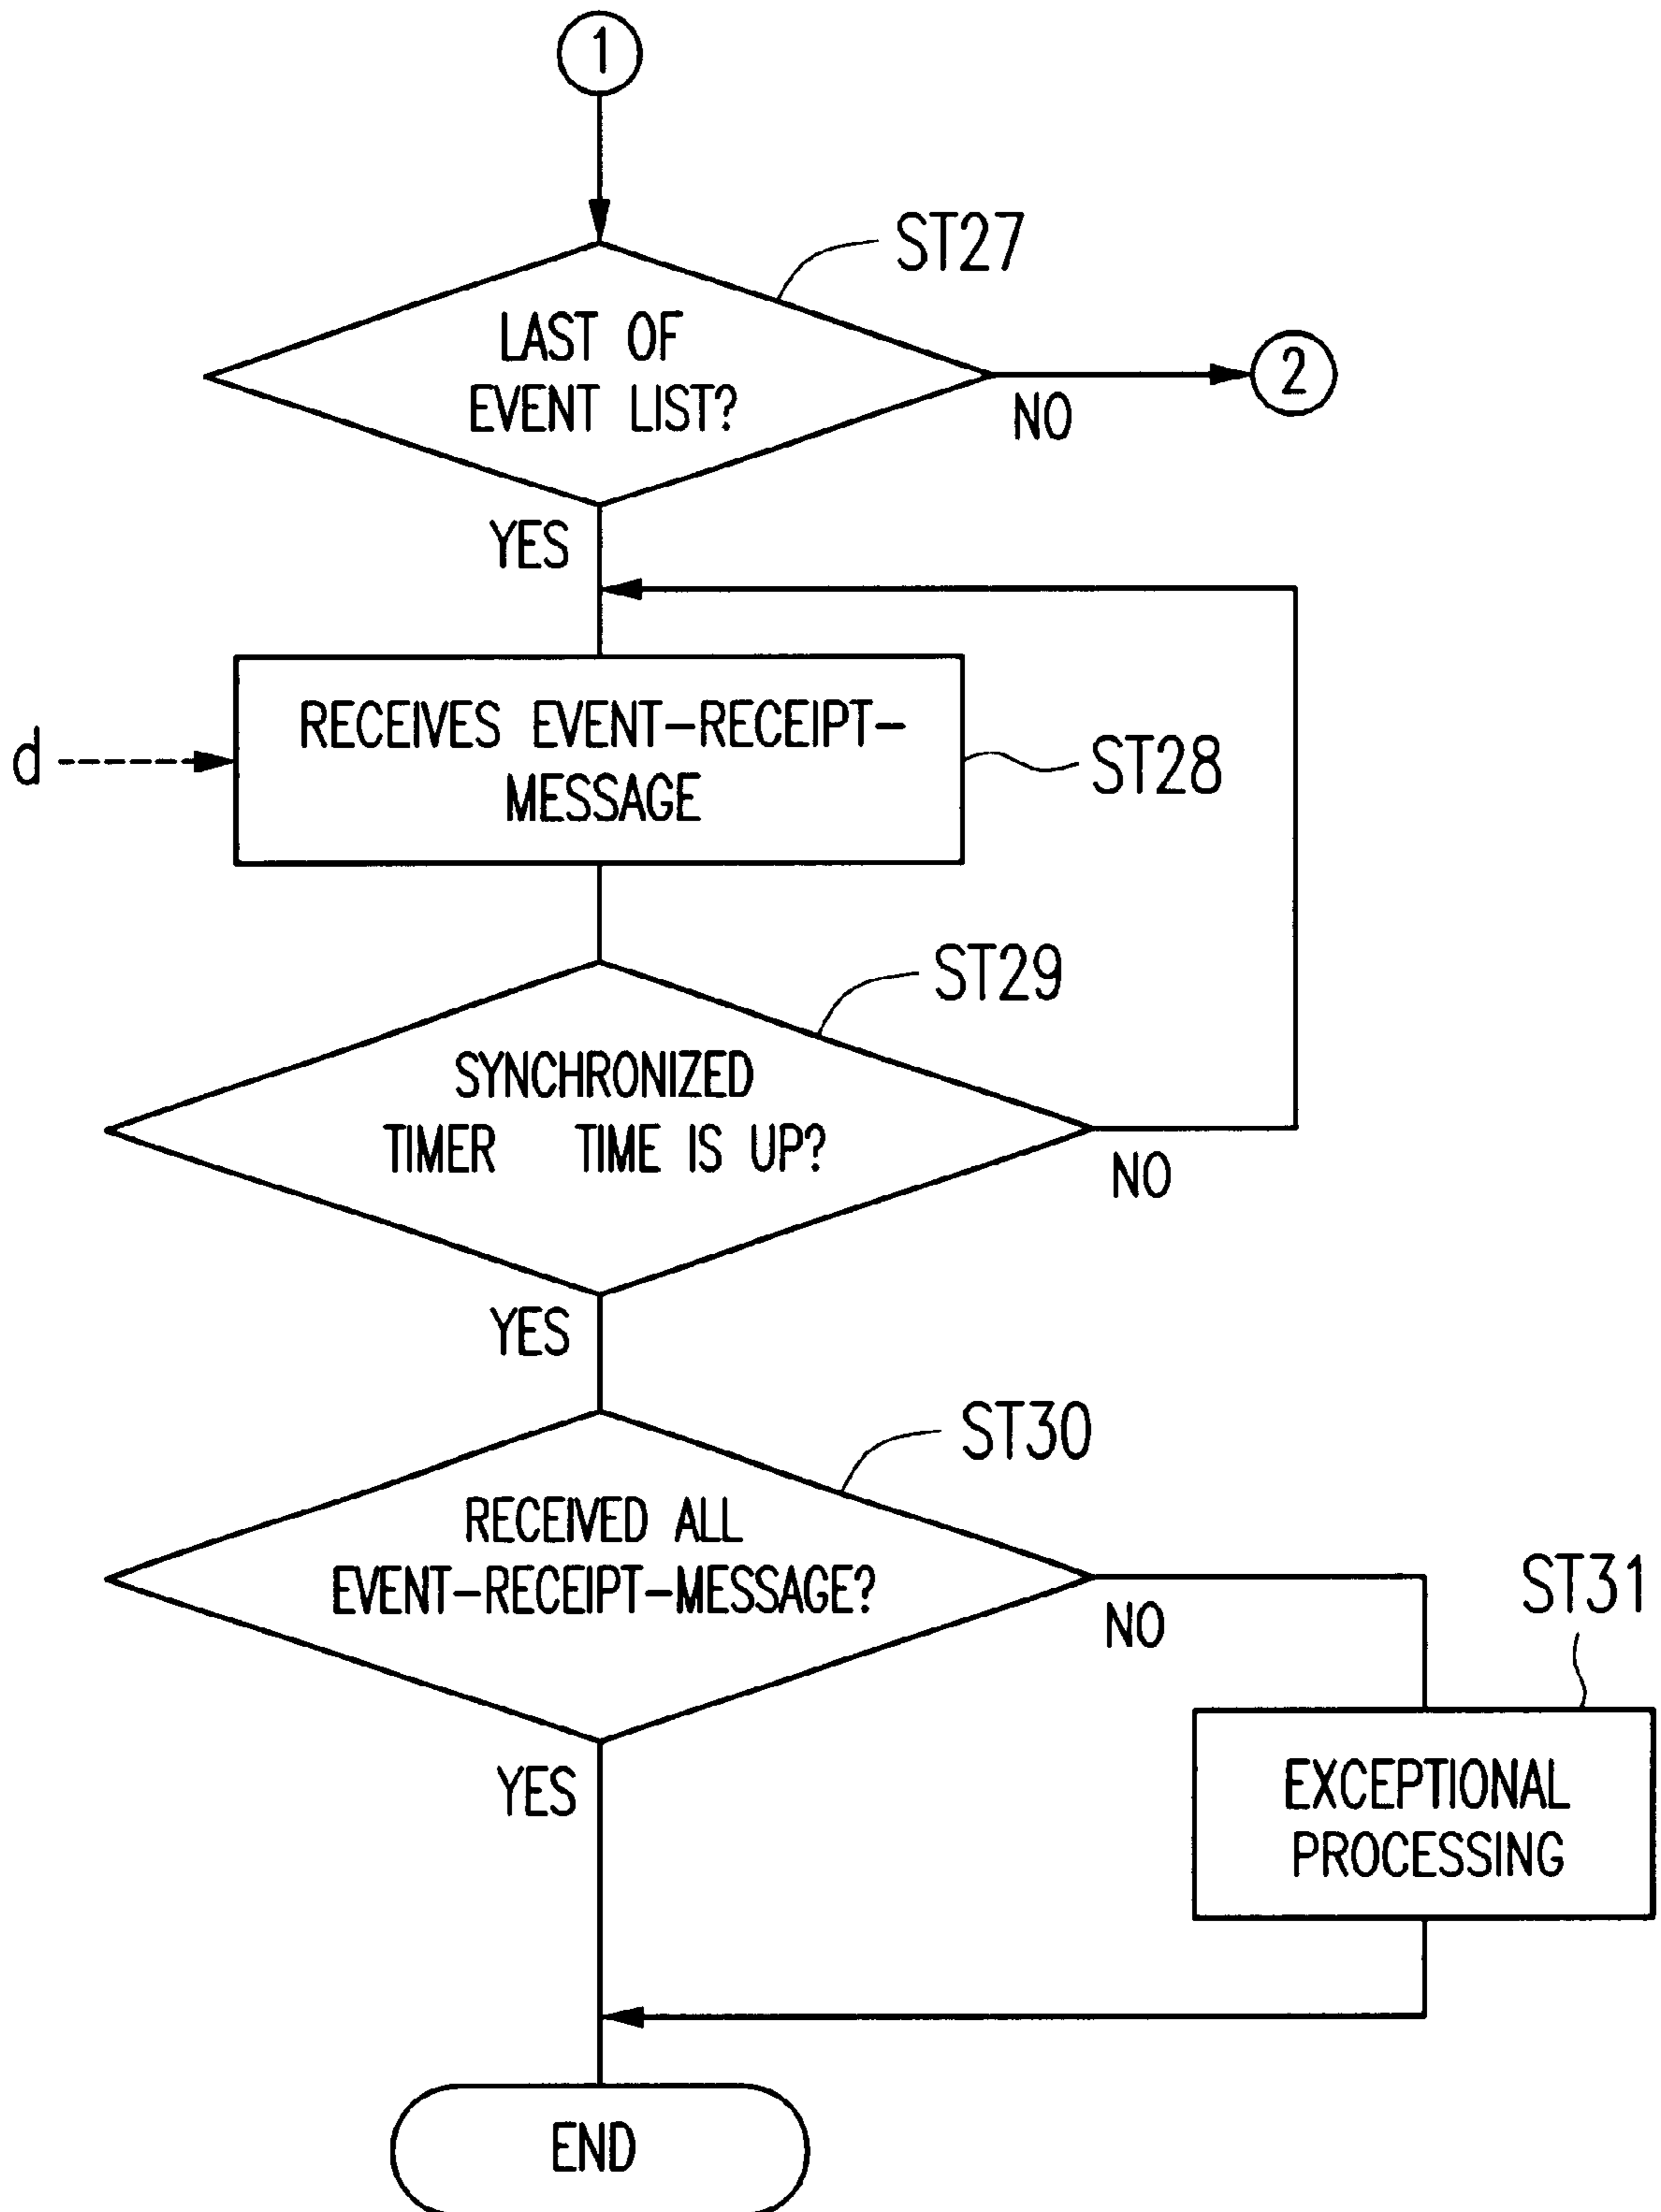 1
ST27
LAST OF
EVENT LIST?
2
NO
YES
RECEIVES EVENT-RECEIPT-
MESSAGE
d
ST28
ST29
SYNCHRONIZED
TIMER TIME IS UP?
NO
YES
ST30
RECEIVED ALL
EVENT-RECEIPT-MESSAGE?
NO
ST31
YES
EXCEPTIONAL
PROCESSING
END